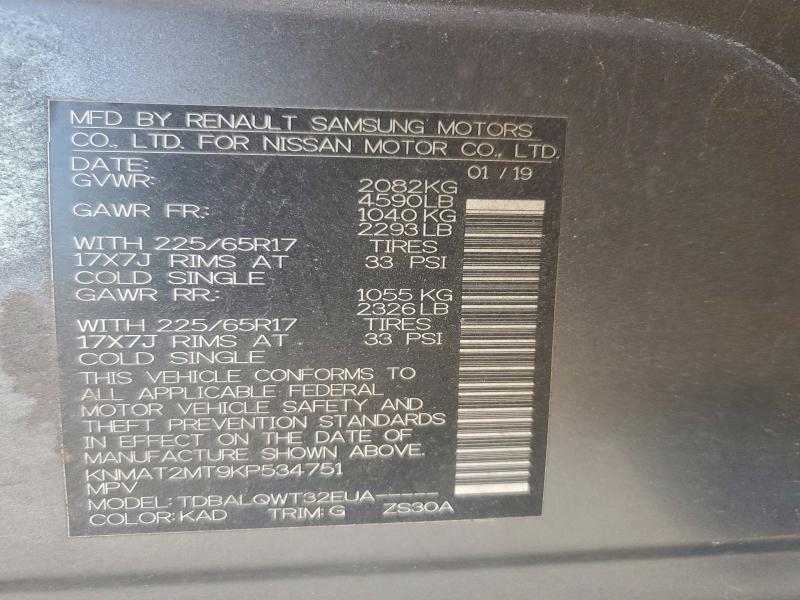 MFD BY RENAULT SAMSUNG MOTORS
CO., LTD. FOR NISSAN MOTOR CO., LTD.
DATE: 01 / 19
GVWR: 2082KG
4590LB
GAWR FR.: 1040 KG
2293 LB
WITH 225/65R17 TIRES
17X7J RIMS AT 33 PSI
COLD SINGLE
GAWR RR.: 1055 KG
2326 LB
WITH 225/65R17 TIRES
17X7J RIMS AT 33 PSI
COLD SINGLE
THIS VEHICLE CONFORMS TO
ALL APPLICABLE FEDERAL
MOTOR VEHICLE SAFETY AND
THEFT PREVENTION STANDARDS
IN EFFECT ON THE DATE OF
MANUFACTURE SHOWN ABOVE.
KNMAT2MT9KP534751
MPV
MODEL: TDBALQWT32EUA-----
COLOR: KAD TRIM: G ZS30A